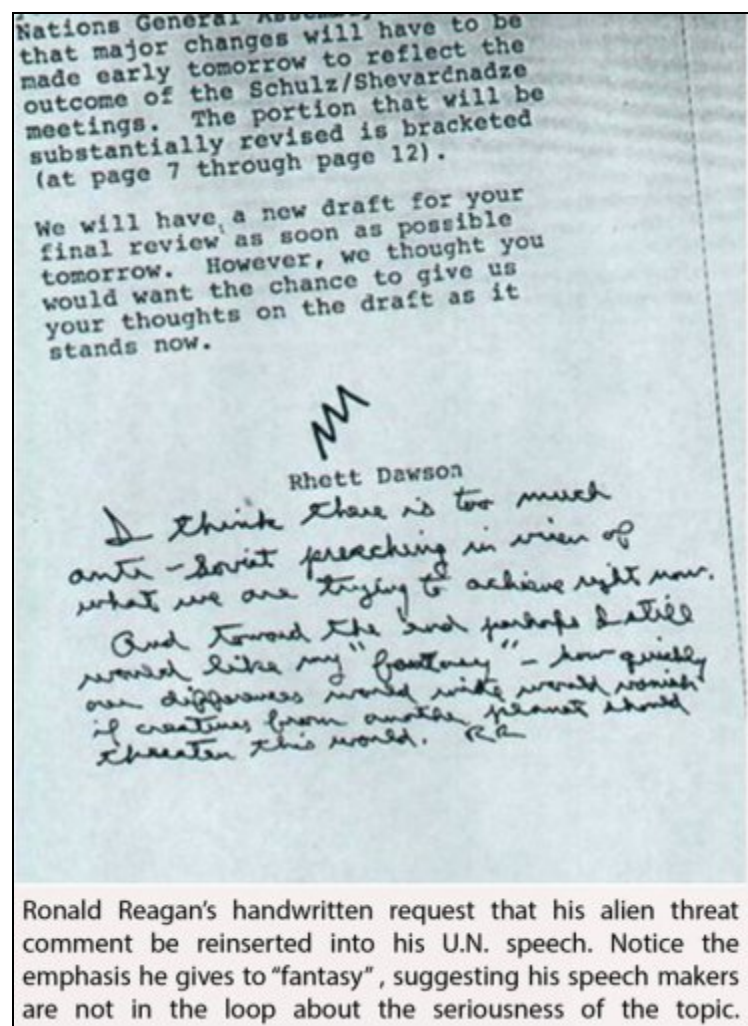 Nations General Assembly
that major changes will have to be
made early tomorrow to reflect the
outcome of the Schulz/Shevardnadze
meetings. The portion that will be
substantially revised is bracketed
(at page 7 through page 12).
We will have a new draft for your
final review as soon as possible
tomorrow. However, we thought you
would want the chance to give us
your thoughts on the draft as it
stands now.
Rhett Dawson
I think there is too much
anti-Soviet preaching in view of
what we are trying to achieve right now.
And toward the end perhaps I still
would like my "fantasy" - how quickly
our differences world wide would vanish
if creatures from another planet should
threaten this world. RR
Ronald Reagan's handwritten request that his alien threat
comment be reinserted into his U.N. speech. Notice the
emphasis he gives to "fantasy", suggesting his speech makers
are not in the loop about the seriousness of the topic.